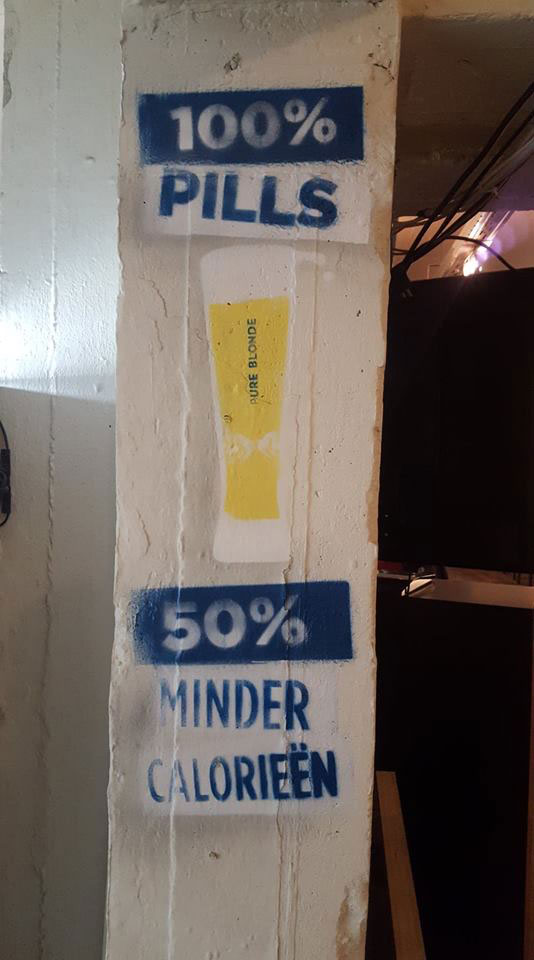 100%
PILLS
PURE BLONDE
50%
MINDER
CALORIEËN